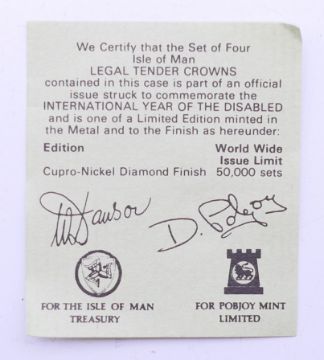 We Certify that the Set of Four
Isle of Man
LEGAL TENDER CROWNS
contained in this case is part of an official
issue struck to commemorate the
INTERNATIONAL YEAR OF THE DISABLED
and is one of a Limited Edition minted in
the Metal and to the Finish as hereunder:
Edition World Wide
Issue Limit
Cupro-Nickel Diamond Finish 50,000 sets
D. Pobjoy
FOR THE ISLE OF MAN
TREASURY
FOR POBJOY MINT
LIMITED